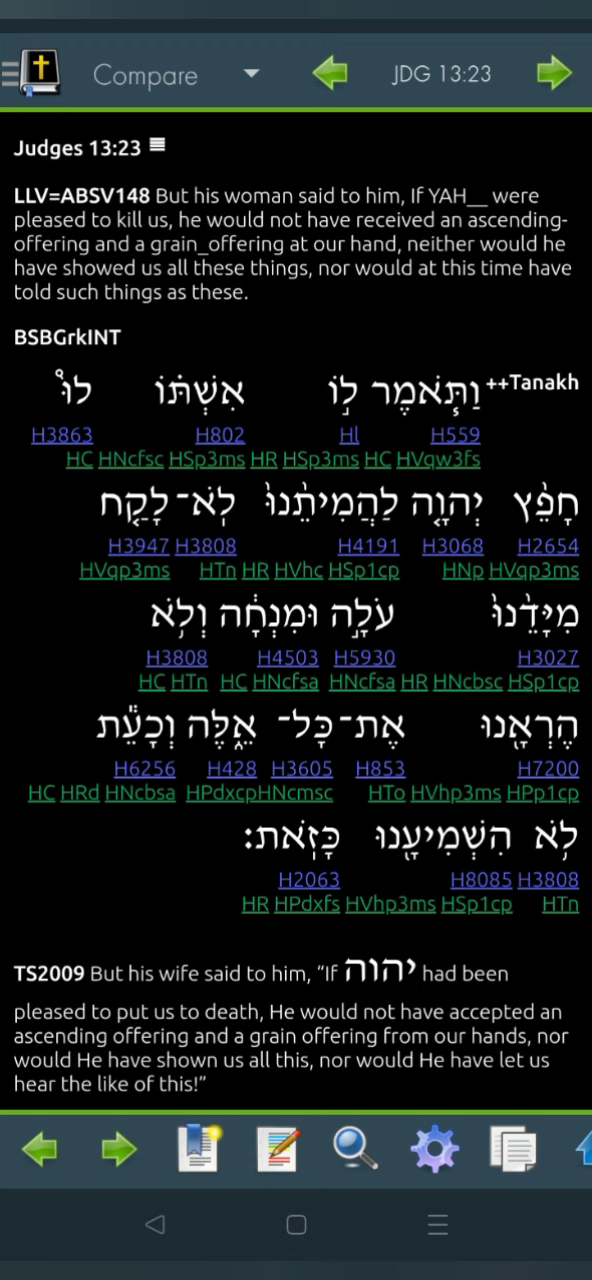 Compare
JDG 13:23
Judges 13:23
LLV=ABSV148 But his woman said to him, If YAH__ were
pleased to kill us, he would not have received an ascending-
offering and a grain_offering at our hand, neither would he
have showed us all these things, nor would at this time have
told such things as these.
BSBGrkINT
++Tanakh וַתֹּ֧אמֶר ל֣וֹ אִשְׁתּ֗וֹ לוּ֩
H3863 H802 Hl H559
HC HNcfsc HSp3ms HR HSp3ms HC HVqw3fs
חָפֵ֨ץ יְהוָ֤ה לַהֲמִיתֵ֙נוּ֙ לֹֽא־ לָקַ֤ח
H3947 H3808 H4191 H3068 H2654
HVqp3ms HTn HR HVhc HSp1cp HNp HVqp3ms
מִיָּדֵ֙נוּ֙ עֹלָ֣ה וּמִנְחָ֔ה וְלֹ֥א
H3808 H4503 H5930 H3027
HC HTn HC HNcfsa HNcfsa HR HNcbsc HSp1cp
הֶרְאָ֖נוּ אֶת־ כָּל־ אֵ֑לֶּה וְכָעֵ֕ת
H6256 H428 H3605 H853 H7200
HC HRd HNcbsa HPdxcpHNcmsc HTo HVhp3ms HPp1cp
לֹ֥א הִשְׁמִיעָ֖נוּ כָּזֹֽאת׃
H2063 H8085 H3808
HR HPdxfs HVhp3ms HSp1cp HTn
TS2009 But his wife said to him, “If יהוה had been
pleased to put us to death, He would not have accepted an
ascending offering and a grain offering from our hands, nor
would He have shown us all this, nor would He have let us
hear the like of this!”